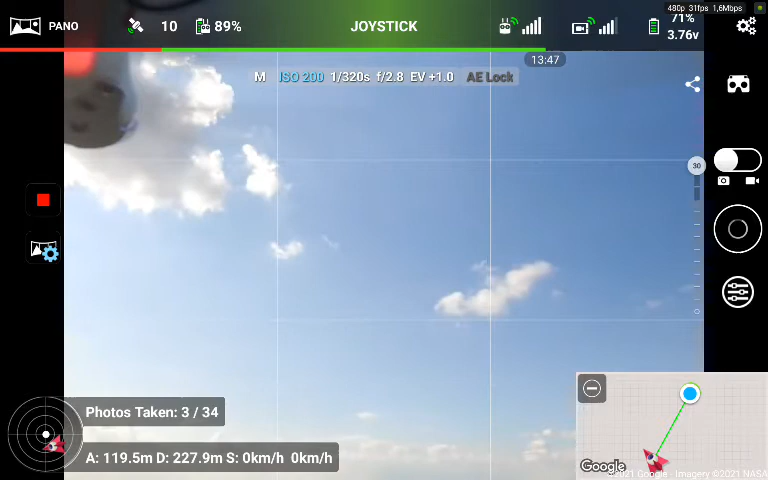 480p 31fps 1,6Mbps
PANO
10
89%
JOYSTICK
71%
3.76v
13:47
M ISO 200 1/320s f/2.8 EV +1.0 AE Lock
30
Photos Taken: 3 / 34
A: 119.5m D: 227.9m S: 0km/h 0km/h
Google
©2021 Google - Imagery ©2021 NASA